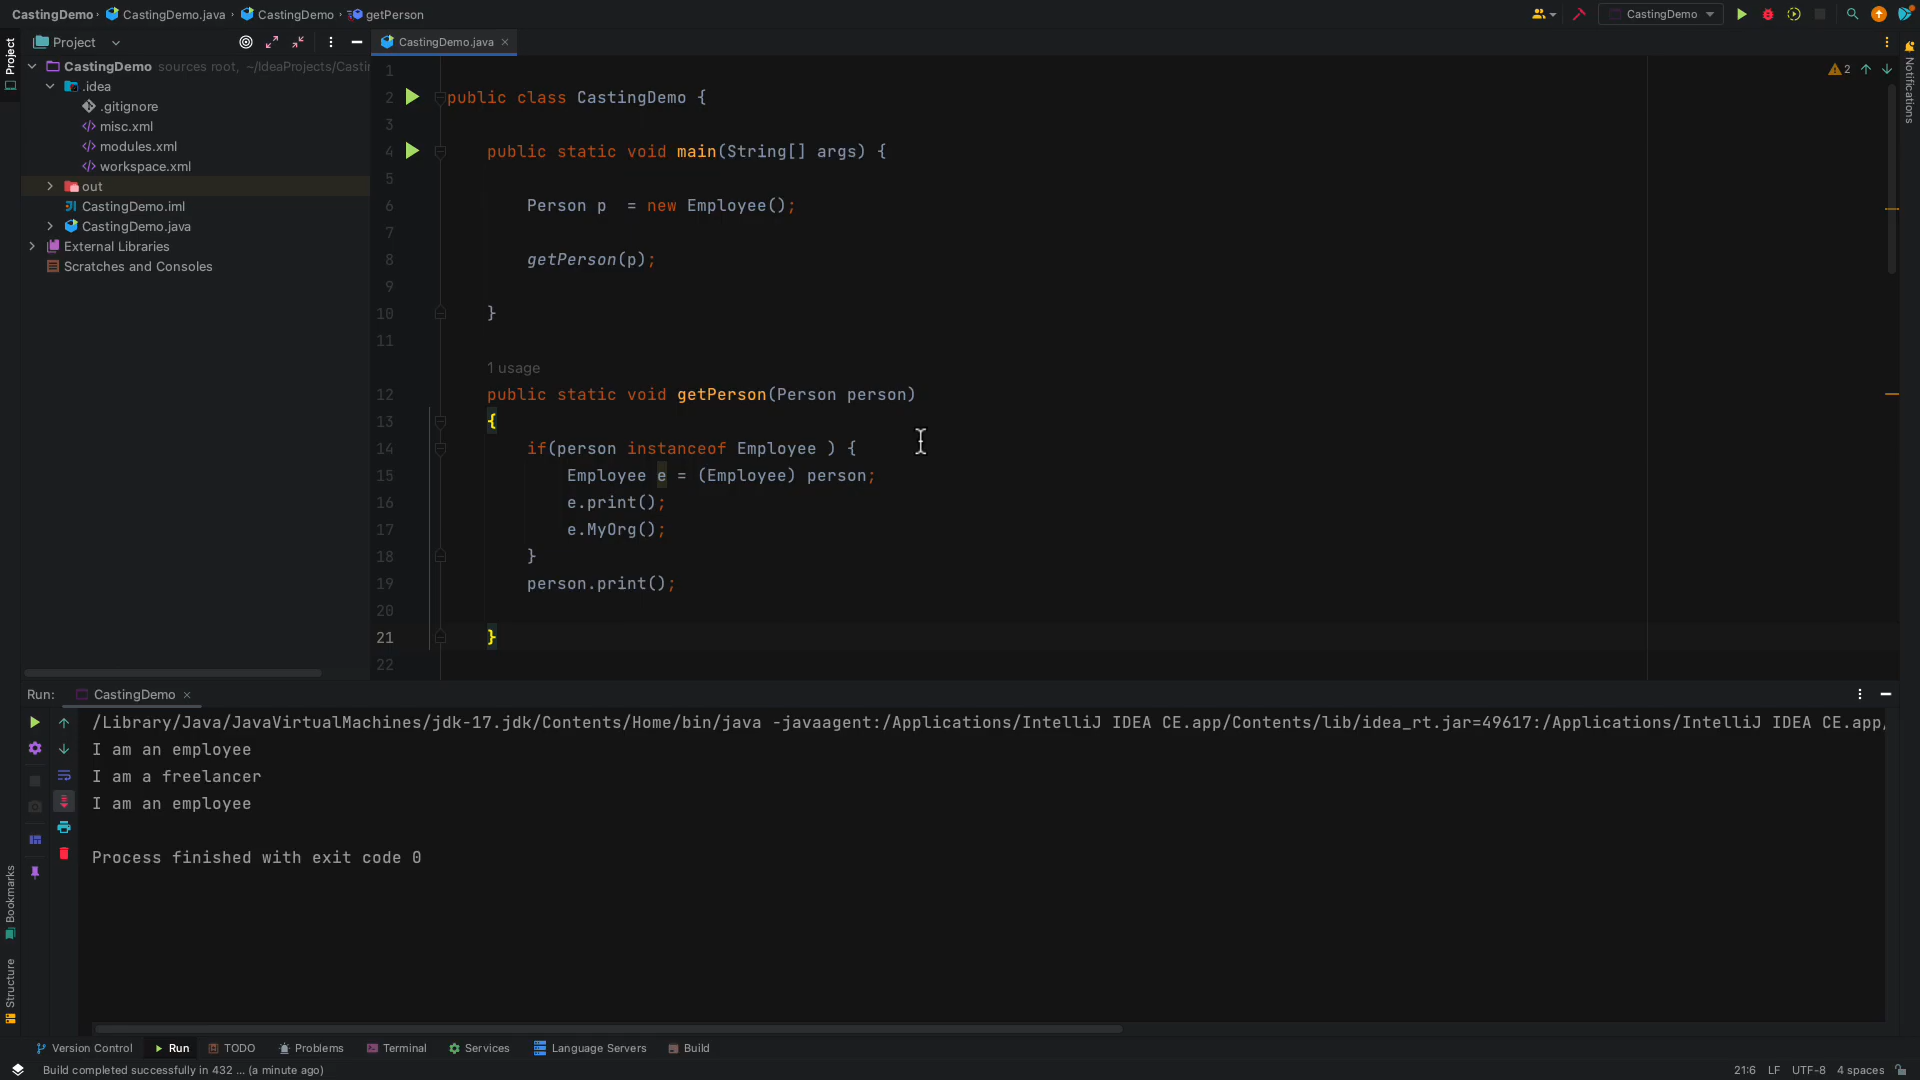 CastingDemo › CastingDemo.java › CastingDemo › getPerson
CastingDemo
Project
CastingDemo.java
Project
CastingDemo sources root, ~/IdeaProjects/Casti
.idea
.gitignore
misc.xml
modules.xml
workspace.xml
out
CastingDemo.iml
CastingDemo.java
External Libraries
Scratches and Consoles
Notifications
2
1
2 public class CastingDemo {
3
4 public static void main(String[] args) {
5
6 Person p  = new Employee();
7
8 getPerson(p);
9
10 }
11
1 usage
12 public static void getPerson(Person person)
13 {
14 if(person instanceof Employee ) {
15 Employee e = (Employee) person;
16 e.print();
17 e.MyOrg();
18 }
19 person.print();
20
21 }
22
Run: CastingDemo
/Library/Java/JavaVirtualMachines/jdk-17.jdk/Contents/Home/bin/java -javaagent:/Applications/IntelliJ IDEA CE.app/Contents/lib/idea_rt.jar=49617:/Applications/IntelliJ IDEA CE.app/
I am an employee
I am a freelancer
I am an employee
Process finished with exit code 0
Bookmarks
Structure
Version Control Run TODO Problems Terminal Services Language Servers Build
Build completed successfully in 432 ... (a minute ago) 21:6 LF UTF-8 4 spaces